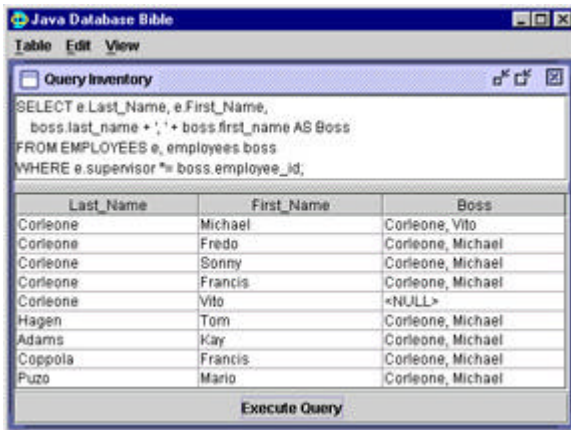 Java Database Bible
Table Edit View
Query Inventory
SELECT e.Last_Name, e.First_Name,
boss.last_name + ', ' + boss.first_name AS Boss
FROM EMPLOYEES e, employees boss
WHERE e.supervisor *= boss.employee_id;
Last_Name First_Name Boss
Corleone Michael Corleone, Vito
Corleone Fredo Corleone, Michael
Corleone Sonny Corleone, Michael
Corleone Francis Corleone, Michael
Corleone Vito <NULL>
Hagen Tom Corleone, Michael
Adams Kay Corleone, Michael
Coppola Francis Corleone, Michael
Puzo Mario Corleone, Michael
Execute Query